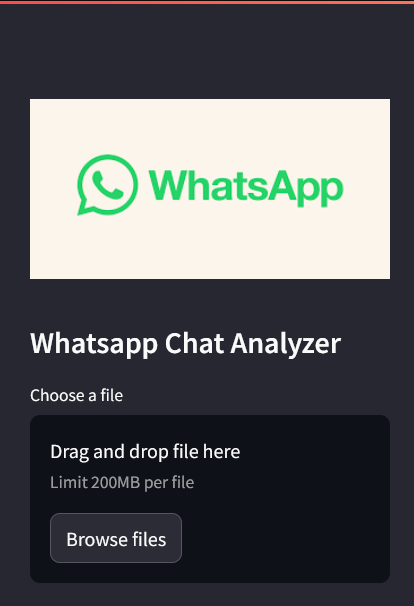 WhatsApp
Whatsapp Chat Analyzer
Choose a file
Drag and drop file here
Limit 200MB per file
Browse files